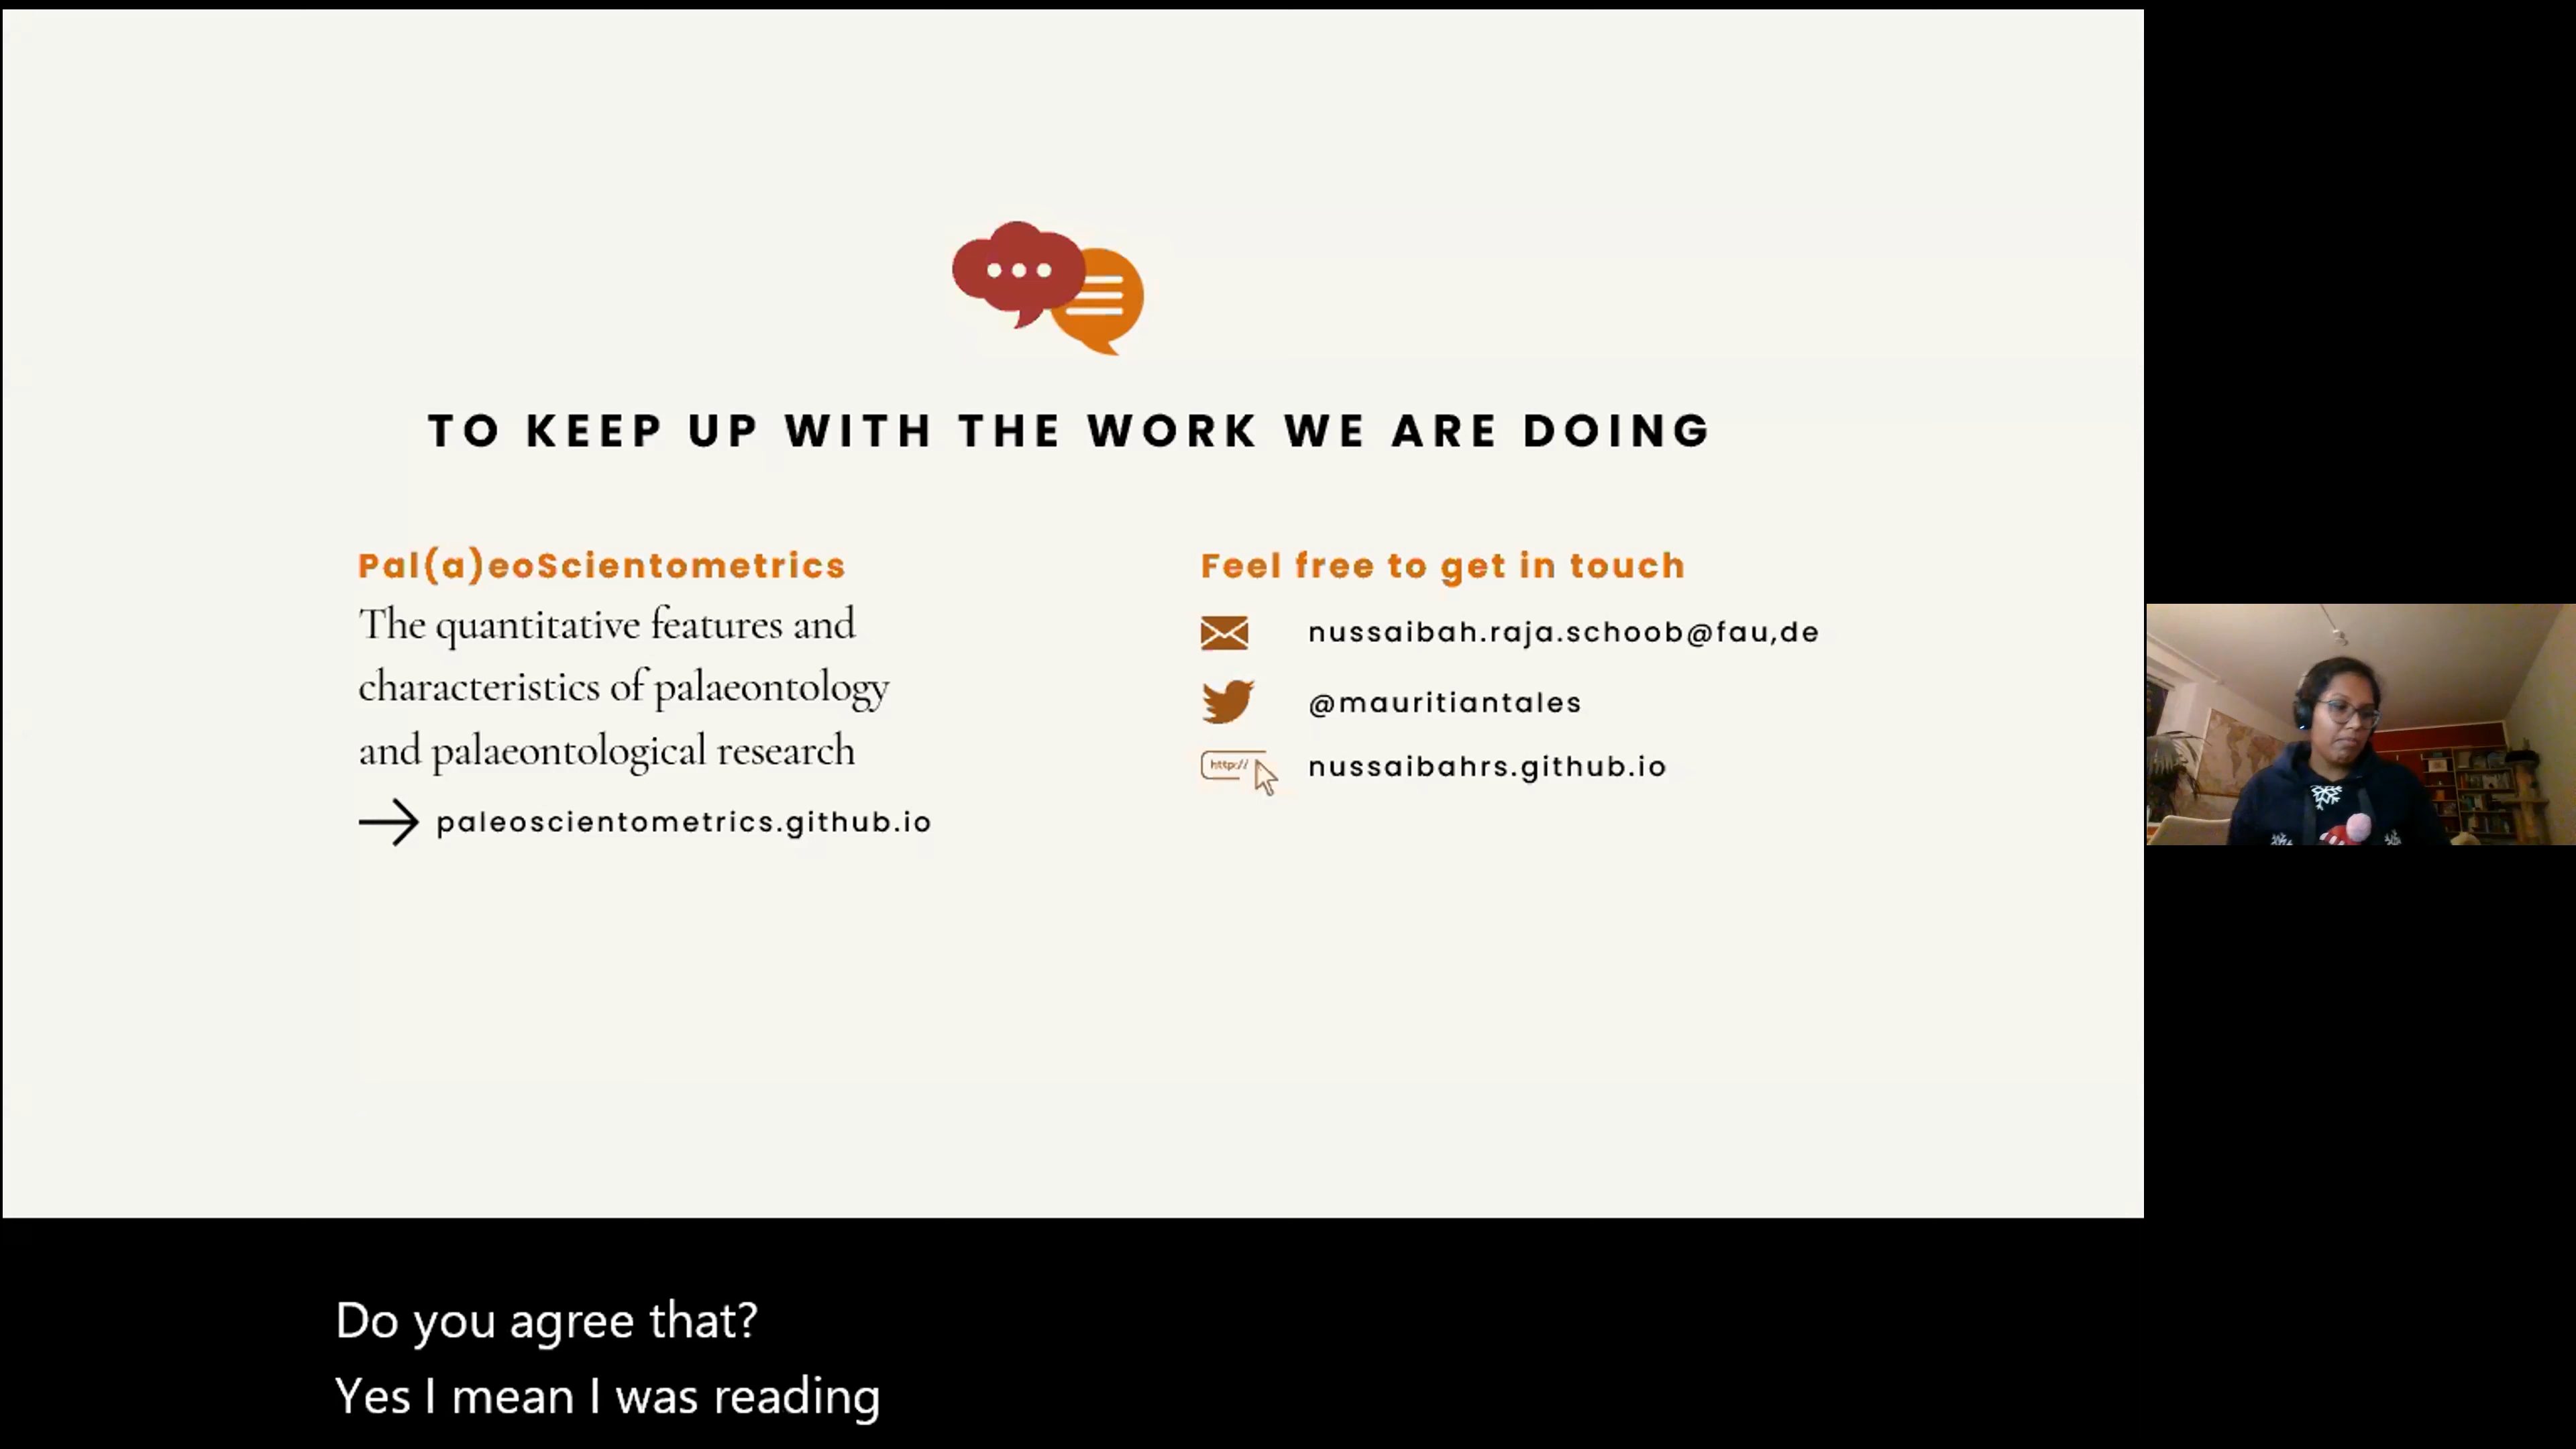 TO KEEP UP WITH THE WORK WE ARE DOING
Pal(a)eoScientometrics
The quantitative features and
characteristics of palaeontology
and palaeontological research
paleoscientometrics.github.io
Feel free to get in touch
nussaibah.raja.schoob@fau,de
@mauritiantales
http://
nussaibahrs.github.io
Do you agree that?
Yes I mean I was reading